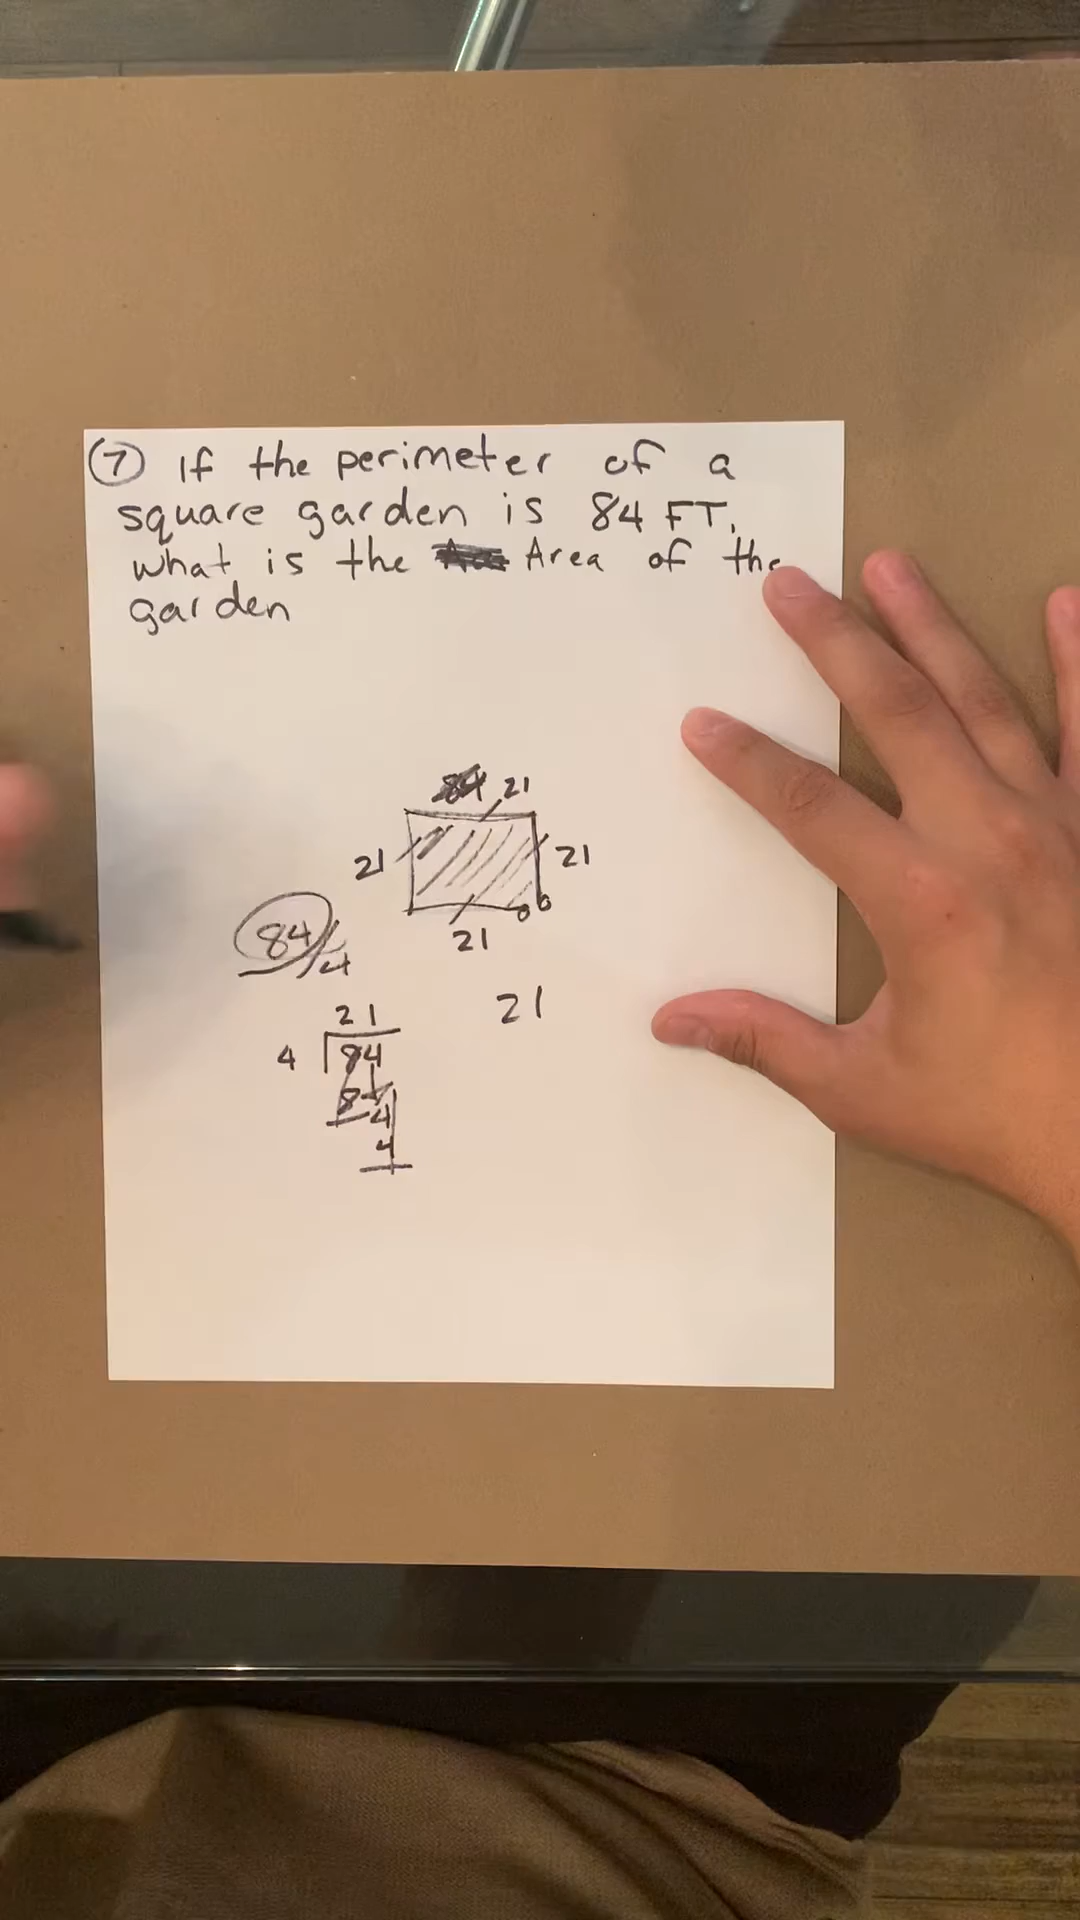 7 If the perimeter of a
square garden is 84 FT.
what is the Area of the
garden
84 21
21 21
21
84/4
21
21
4 84
8
4
4